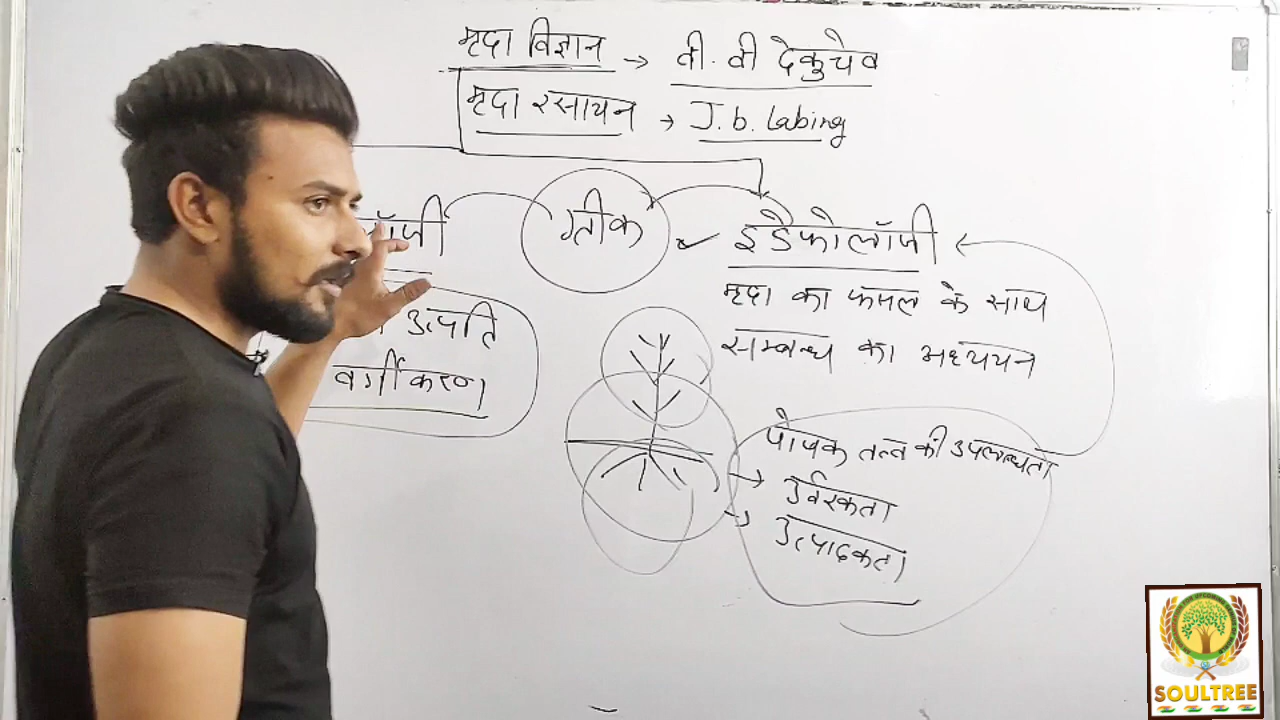 मृदा विज्ञान → वी. वी देकुचेव
मृदा रसायन → J. b. Labing
लॉजी
ग्रीक
इडैफोलॉजी
मृदा का फसल के साथ
सम्बन्ध का अध्ययन
उत्पति
वर्गीकरण
पोषक तत्व की उपलब्धता
→ उर्वरकता
→ उत्पादकता
SOULTREE